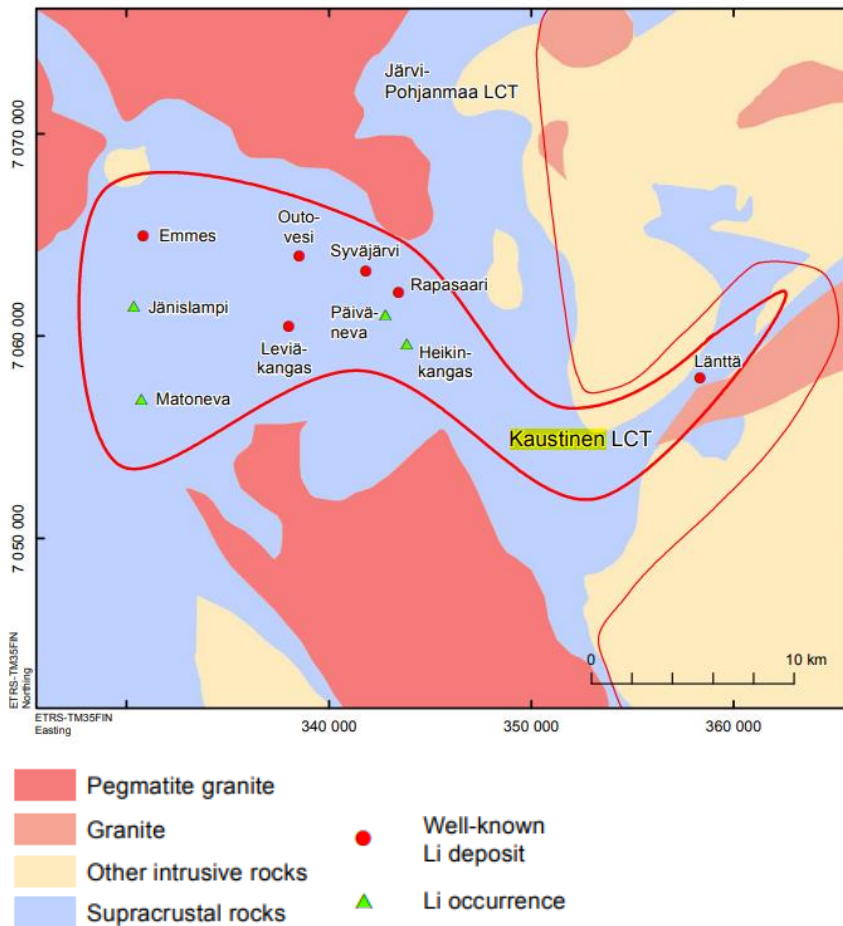 Järvi-
Pohjanmaa LCT
7 070 000
Emmes
Outo-
vesi
Syväjärvi
Rapasaari
Jänislampi
Päivä-
neva
7 060 000
Leviä-
kangas
Heikin-
kangas
Länttä
Matoneva
Kaustinen LCT
7 050 000
0 10 km
ETRS-TM35FIN
Northing
ETRS-TM35FIN
Easting
340 000 350 000 360 000
Pegmatite granite
Granite
Other intrusive rocks
Supracrustal rocks
Well-known
Li deposit
Li occurrence